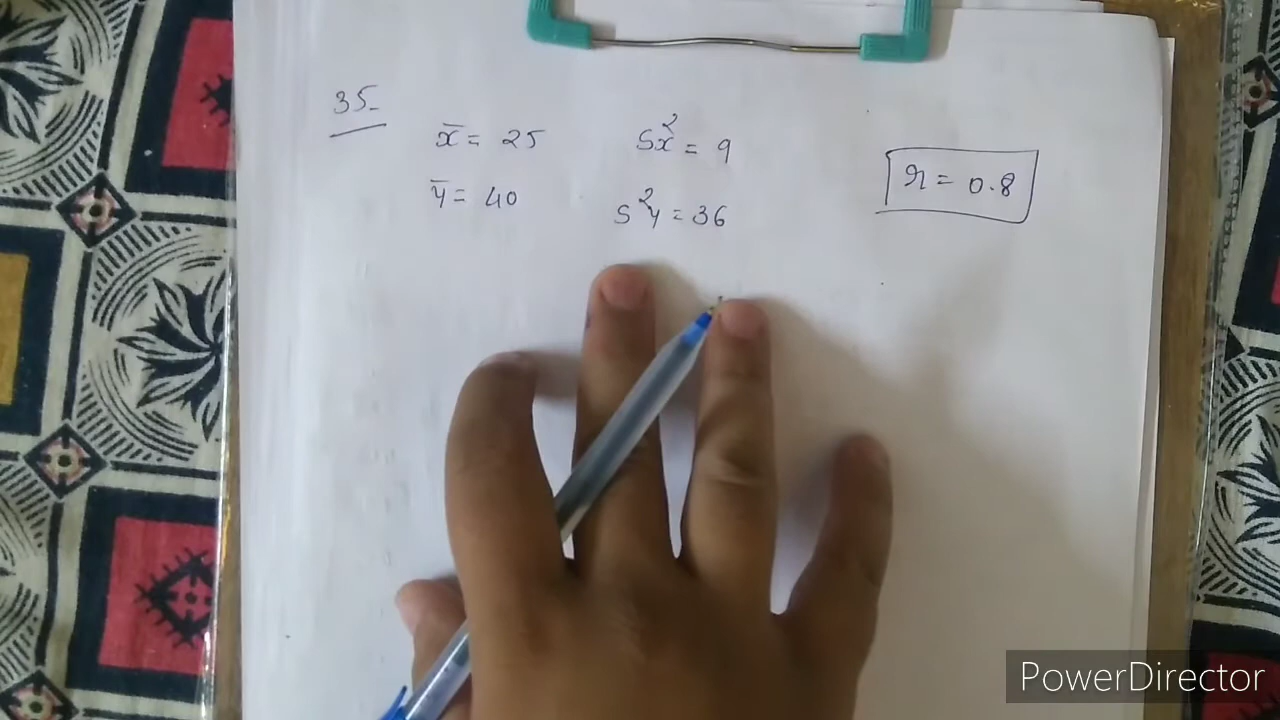 35-
x̄ = 25 Sx² = 9
ȳ = 40 S²y = 36
r = 0.8
PowerDirector